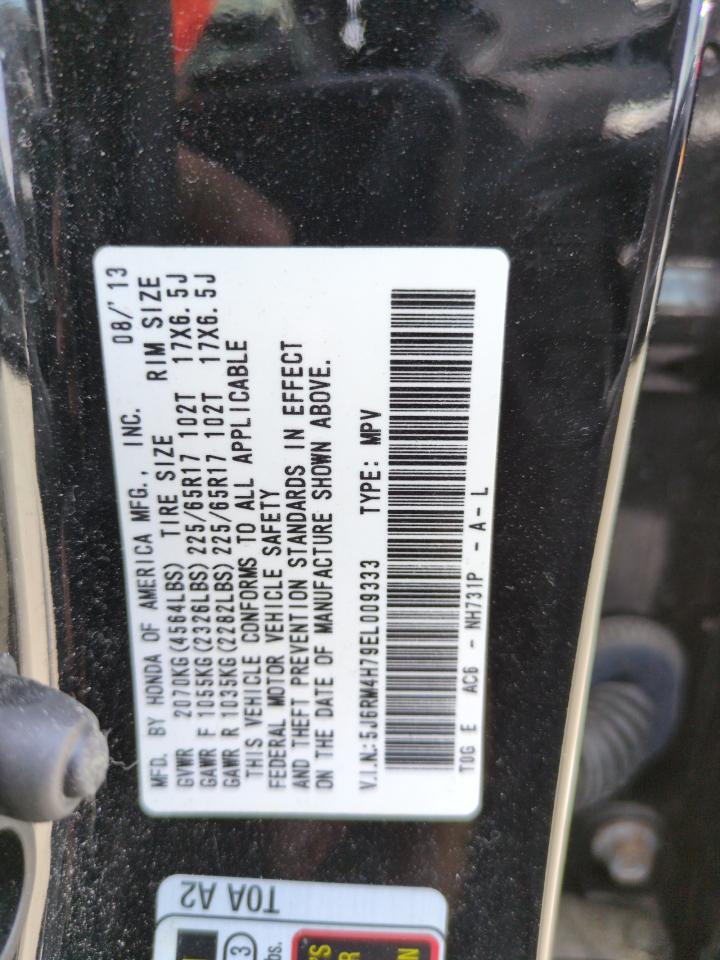 MFD. BY HONDA OF AMERICA MFG., INC. 08/'13
GVWR 2070KG(4564LBS) TIRE SIZE RIM SIZE
GAWR F 1055KG(2326LBS) 225/65R17 102T 17X6.5J
GAWR R 1035KG(2282LBS) 225/65R17 102T 17X6.5J
THIS VEHICLE CONFORMS TO ALL APPLICABLE
FEDERAL MOTOR VEHICLE SAFETY
AND THEFT PREVENTION STANDARDS IN EFFECT
ON THE DATE OF MANUFACTURE SHOWN ABOVE.
V.I.N.:5J6RM4H79EL009333 TYPE: MPV
T0G E AC6 - NH731P - A - L
T0A A2
3
bs.
'S
R
N